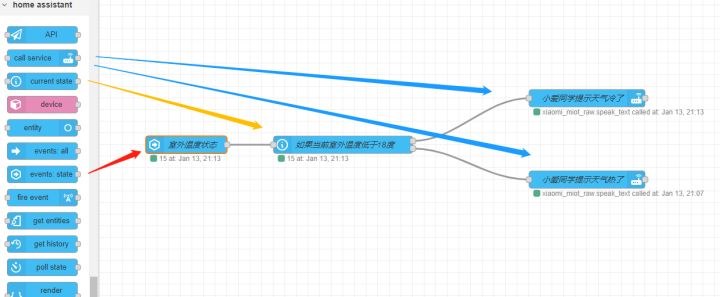 home assistant
API
call service
current state
device
entity
events: all
events: state
fire event
get entities
get history
poll state
render
室外温度状态
15 at: Jan 13, 21:13
如果当前室外温度低于18度
15 at: Jan 13, 21:13
小爱同学提示天气冷了
xiaomi_miot_raw.speak_text called at: Jan 13, 21:13
小爱同学提示天气热了
xiaomi_miot_raw.speak_text called at: Jan 13, 21:07